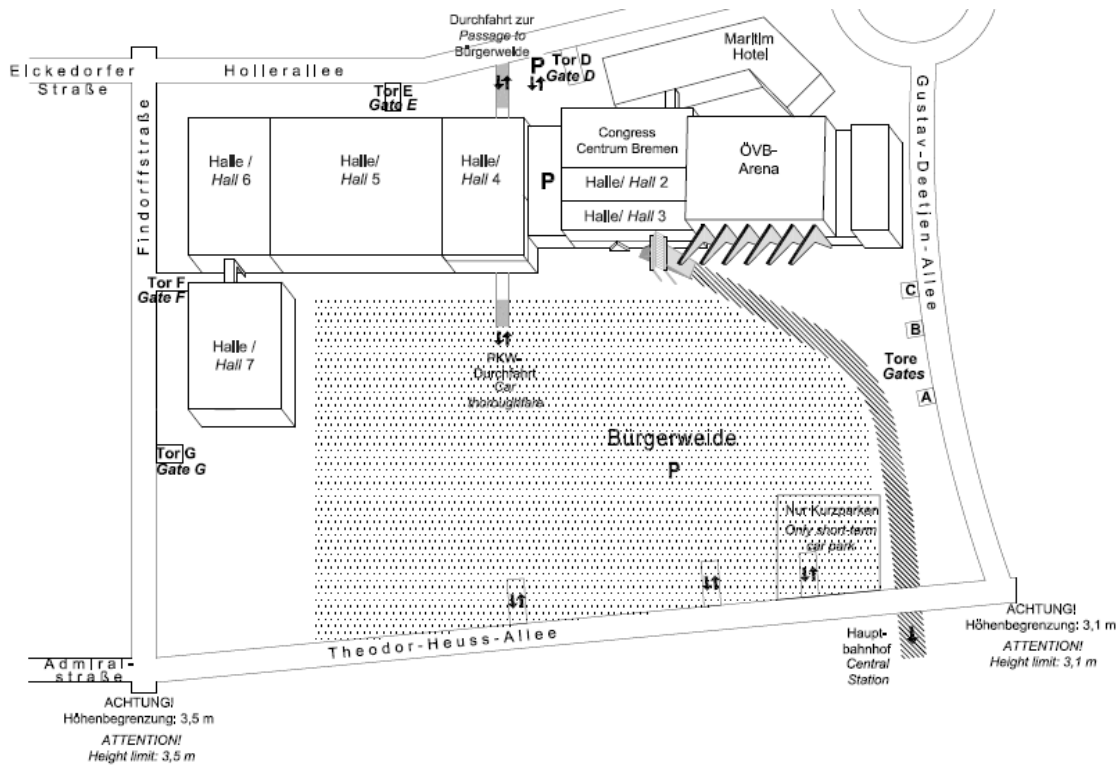 Durchfahrt zur
Passage to
Bürgerweide
P
Tor D
Gate D
Maritim
Hotel
Eickedorfer
Straße
Hollerallee
Tor E
Gate E
Findorffstraße
Gustav-Deetjen-Allee
Halle /
Hall 6
Halle/
Hall 5
Halle/
Hall 4
P
Congress
Centrum Bremen
Halle/ Hall 2
Halle/ Hall 3
ÖVB-
Arena
Tor F
Gate F
Halle /
Hall 7
C
B
Tore
Gates
A
PKW-
Durchfahrt
Car
thoroughfare
Bürgerweide
P
Tor G
Gate G
Nur Kurzparken
Only short-term
car park
Theodor-Heuss-Allee
Admiral-
straße
Haupt-
bahnhof
Central
Station
ACHTUNG!
Höhenbegrenzung: 3,1 m
ATTENTION!
Height limit: 3,1 m
ACHTUNG!
Höhenbegrenzung: 3,5 m
ATTENTION!
Height limit: 3,5 m